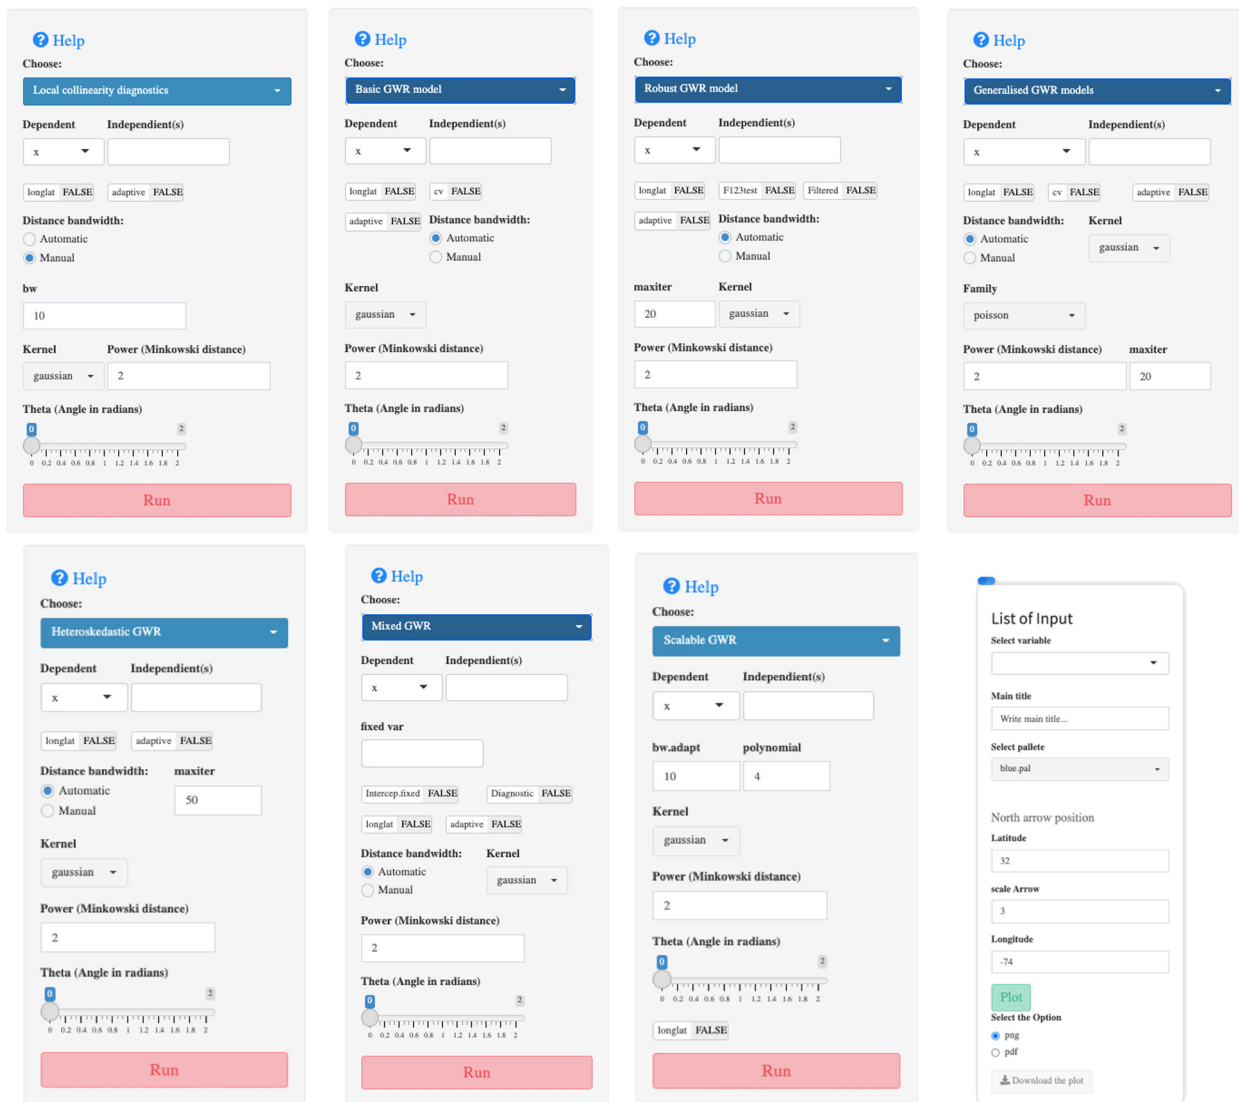 Help
Choose:
Local collinearity diagnostics
Dependent Independient(s)
x
longlat FALSE adaptive FALSE
Distance bandwidth:
Automatic
Manual
bw
10
Kernel Power (Minkowski distance)
gaussian 2
Theta (Angle in radians)
0 2
0 0.2 0.4 0.6 0.8 1 1.2 1.4 1.6 1.8 2
Run
Help
Choose:
Basic GWR model
Dependent Independient(s)
x
longlat FALSE cv FALSE
adaptive FALSE Distance bandwidth:
Automatic
Manual
Kernel
gaussian
Power (Minkowski distance)
2
Theta (Angle in radians)
0 2
0 0.2 0.4 0.6 0.8 1 1.2 1.4 1.6 1.8 2
Run
Help
Choose:
Robust GWR model
Dependent Independient(s)
x
longlat FALSE F123test FALSE Filtered FALSE
adaptive FALSE Distance bandwidth:
Automatic
Manual
maxiter Kernel
20 gaussian
Power (Minkowski distance)
2
Theta (Angle in radians)
0 2
0 0.2 0.4 0.6 0.8 1 1.2 1.4 1.6 1.8 2
Run
Help
Choose:
Generalised GWR models
Dependent Independient(s)
x
longlat FALSE cv FALSE adaptive FALSE
Distance bandwidth: Kernel
Automatic gaussian
Manual
Family
poisson
Power (Minkowski distance) maxiter
2 20
Theta (Angle in radians)
0 2
0 0.2 0.4 0.6 0.8 1 1.2 1.4 1.6 1.8 2
Run
Help
Choose:
Heteroskedastic GWR
Dependent Independient(s)
x
longlat FALSE adaptive FALSE
Distance bandwidth: maxiter
Automatic 50
Manual
Kernel
gaussian
Power (Minkowski distance)
2
Theta (Angle in radians)
0 2
0 0.2 0.4 0.6 0.8 1 1.2 1.4 1.6 1.8 2
Run
Help
Choose:
Mixed GWR
Dependent Independient(s)
x
fixed var
Intercep.fixed FALSE Diagnostic FALSE
longlat FALSE adaptive FALSE
Distance bandwidth: Kernel
Automatic gaussian
Manual
Power (Minkowski distance)
2
Theta (Angle in radians)
0 2
0 0.2 0.4 0.6 0.8 1 1.2 1.4 1.6 1.8 2
Run
Help
Choose:
Scalable GWR
Dependent Independient(s)
x
bw.adapt polynomial
10 4
Kernel
gaussian
Power (Minkowski distance)
2
Theta (Angle in radians)
0 2
0 0.2 0.4 0.6 0.8 1 1.2 1.4 1.6 1.8 2
longlat FALSE
Run
List of Input
Select variable
Main title
Write main title...
Select pallete
blue.pal
North arrow position
Latitude
32
scale Arrow
3
Longitude
-74
Plot
Select the Option
png
pdf
Download the plot